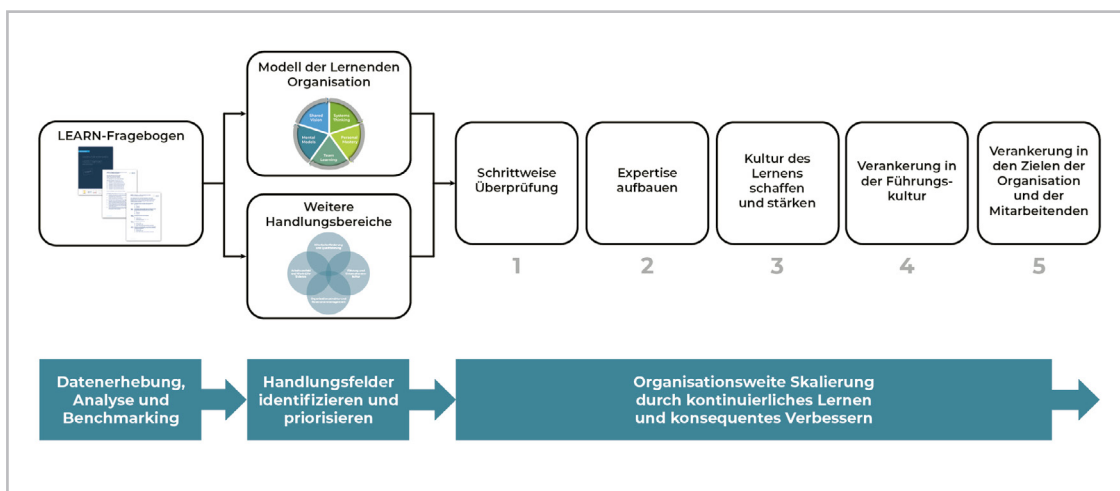 LEARN-Fragebogen
Modell der Lernenden
Organisation
Shared
Vision
Systems
Thinking
Mental
Models
Personal
Mastery
Team
Learning
Weitere
Handlungsbereiche
Schrittweise
Überprüfung
1
Expertise
aufbauen
2
Kultur des
Lernens
schaffen
und stärken
3
Verankerung in
der Führungs-
kultur
4
Verankerung in
den Zielen der
Organisation
und der
Mitarbeitenden
5
Datenerhebung,
Analyse und
Benchmarking
Handlungsfelder
identifizieren und
priorisieren
Organisationsweite Skalierung
durch kontinuierliches Lernen
und konsequentes Verbessern